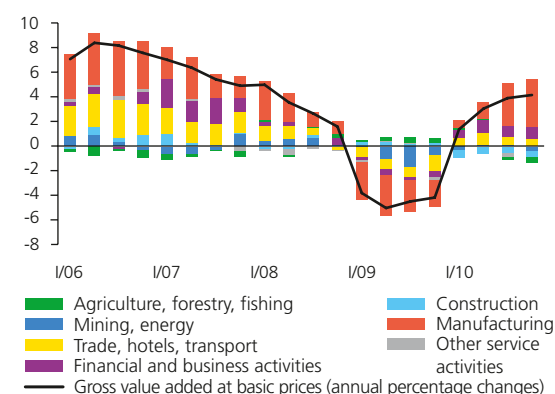 10
8
6
4
2
0
-2
-4
-6
-8
I/06 I/07 I/08 I/09 I/10
Agriculture, forestry, fishing
Mining, energy
Trade, hotels, transport
Financial and business activities
Construction
Manufacturing
Other service
activities
Gross value added at basic prices (annual percentage changes)